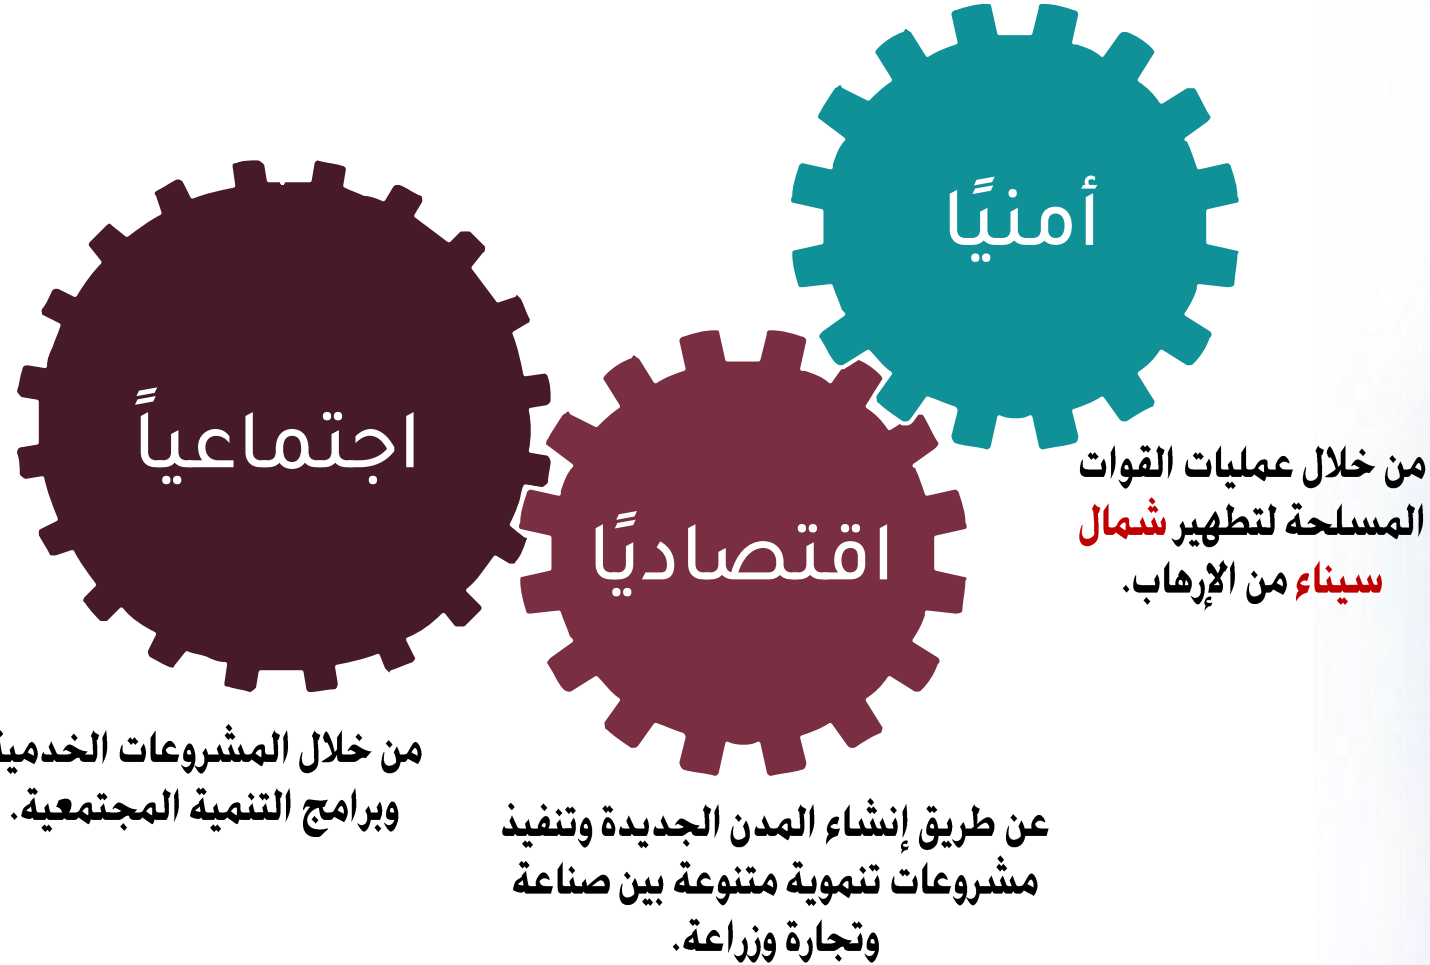 أمنيًا
من خلال عمليات القوات
المسلحة لتطهير شمال
سيناء من الإرهاب.
اقتصاديًا
عن طريق إنشاء المدن الجديدة وتنفيذ
مشروعات تنموية متنوعة بين صناعة
وتجارة وزراعة.
اجتماعياً
من خلال المشروعات الخدمية
وبرامج التنمية المجتمعية.